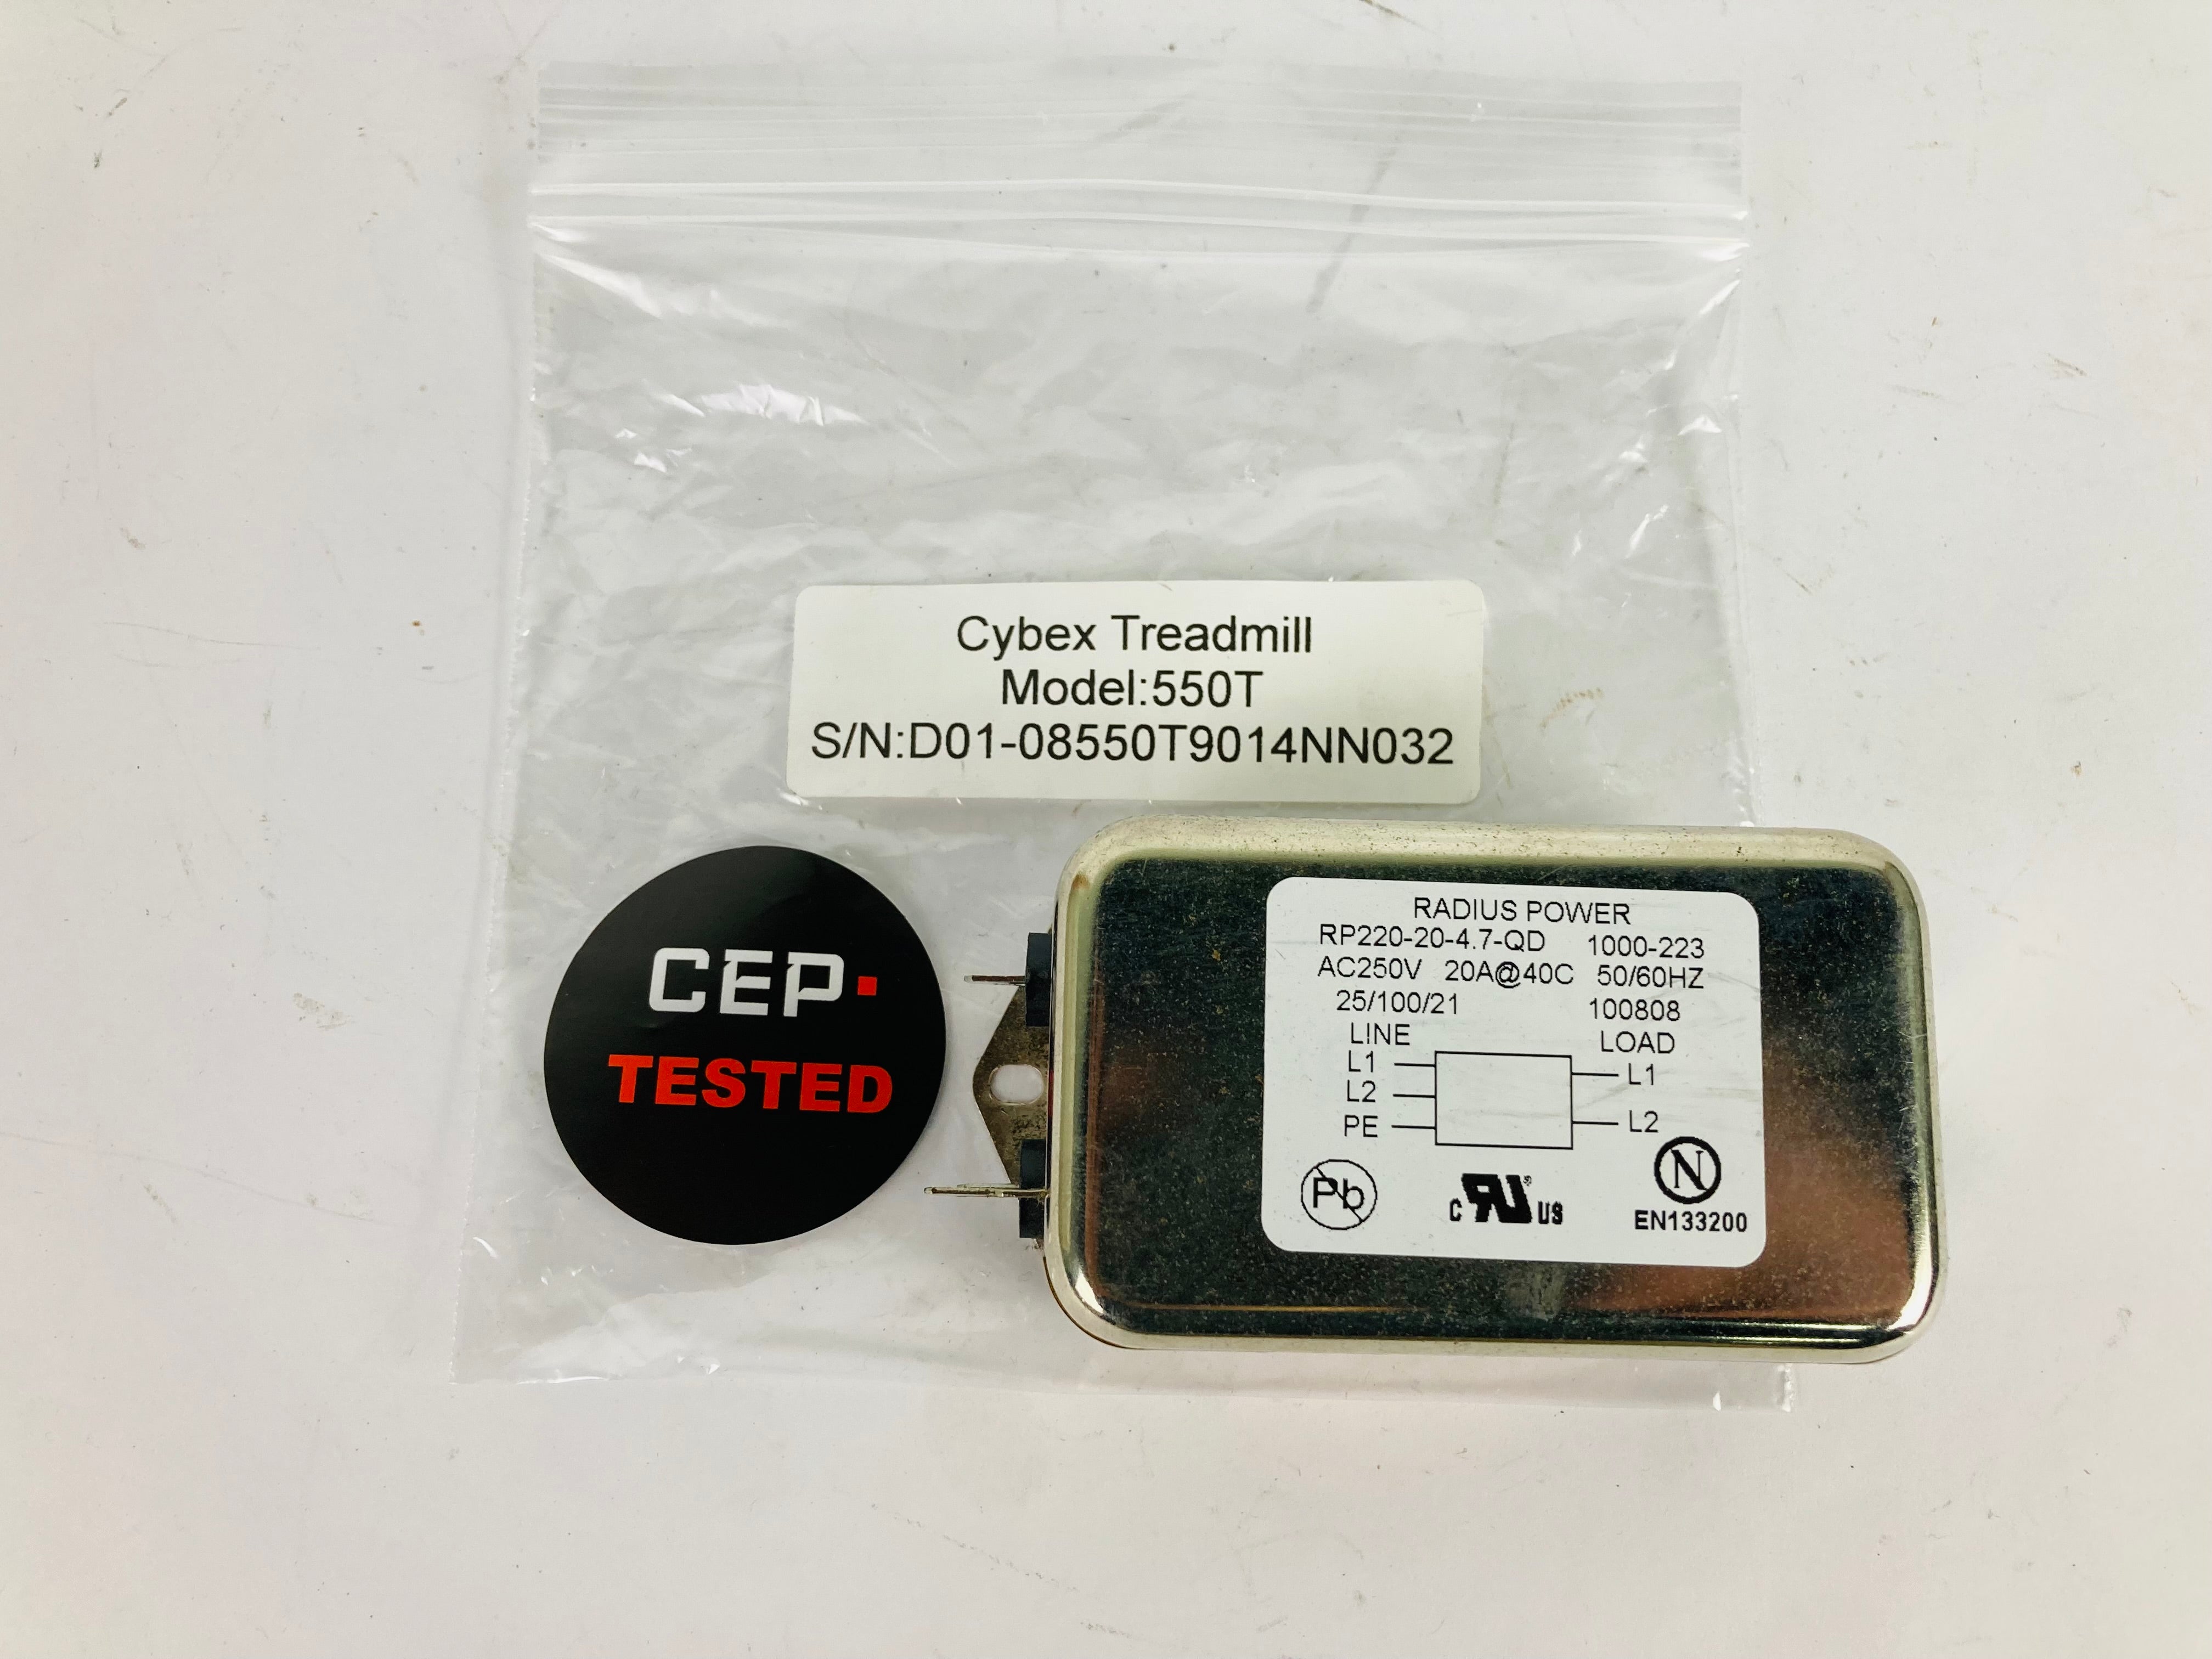 Cybex Treadmill
Model:550T
S/N:D01-08550T9014NN032
CEP
TESTED
RADIUS POWER
RP220-20-4.7-QD 1000-223
AC250V 20A@40C 50/60HZ
25/100/21 100808
LINE LOAD
L1 L1
L2
PE L2
Pb
c RU ® US
N
EN133200